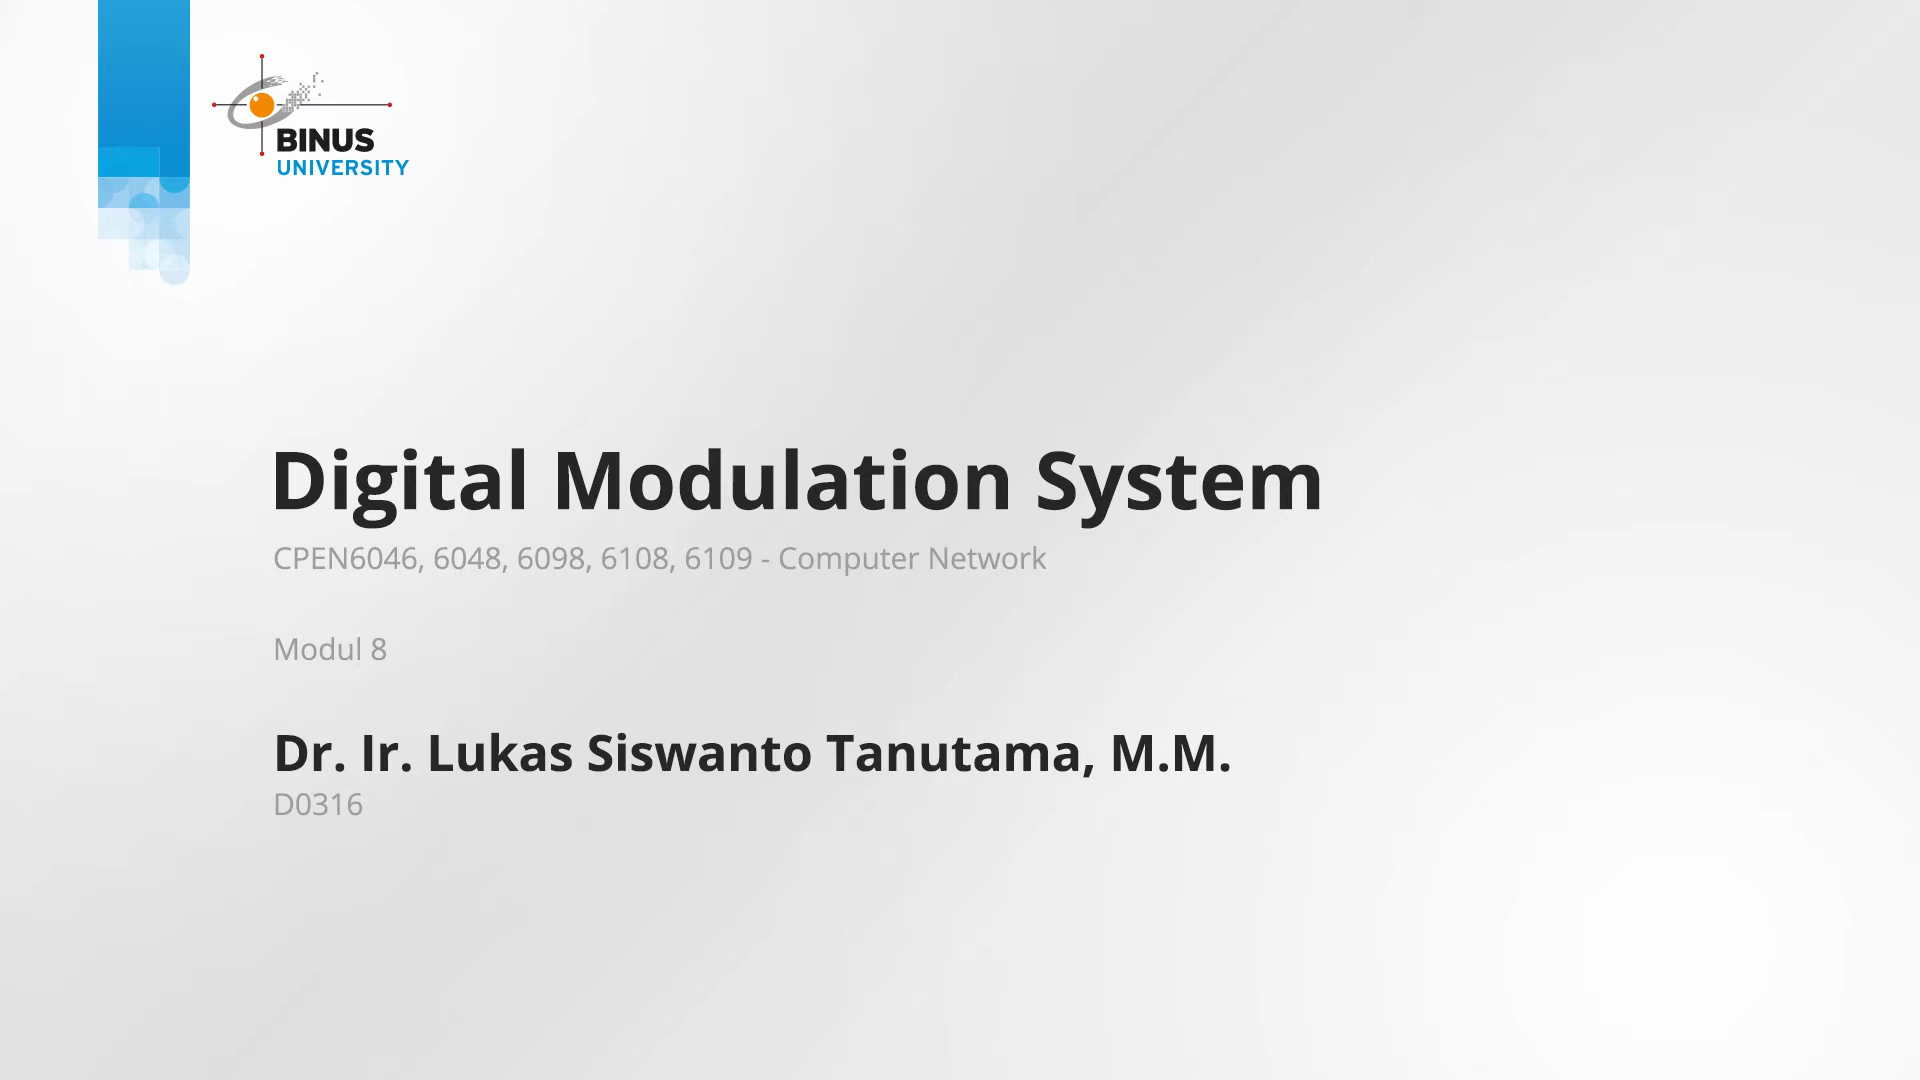 BINUS
UNIVERSITY
Digital Modulation System
CPEN6046, 6048, 6098, 6108, 6109 - Computer Network
Modul 8
Dr. Ir. Lukas Siswanto Tanutama, M.M.
D0316